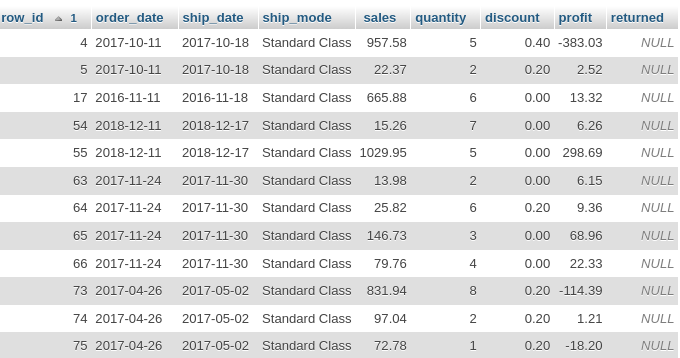 row_id 1 order_date ship_date ship_mode sales quantity discount profit returned
4 2017-10-11 2017-10-18 Standard Class 957.58 5 0.40 -383.03 NULL
5 2017-10-11 2017-10-18 Standard Class 22.37 2 0.20 2.52 NULL
17 2016-11-11 2016-11-18 Standard Class 665.88 6 0.00 13.32 NULL
54 2018-12-11 2018-12-17 Standard Class 15.26 7 0.00 6.26 NULL
55 2018-12-11 2018-12-17 Standard Class 1029.95 5 0.00 298.69 NULL
63 2017-11-24 2017-11-30 Standard Class 13.98 2 0.00 6.15 NULL
64 2017-11-24 2017-11-30 Standard Class 25.82 6 0.20 9.36 NULL
65 2017-11-24 2017-11-30 Standard Class 146.73 3 0.00 68.96 NULL
66 2017-11-24 2017-11-30 Standard Class 79.76 4 0.00 22.33 NULL
73 2017-04-26 2017-05-02 Standard Class 831.94 8 0.20 -114.39 NULL
74 2017-04-26 2017-05-02 Standard Class 97.04 2 0.20 1.21 NULL
75 2017-04-26 2017-05-02 Standard Class 72.78 1 0.20 -18.20 NULL